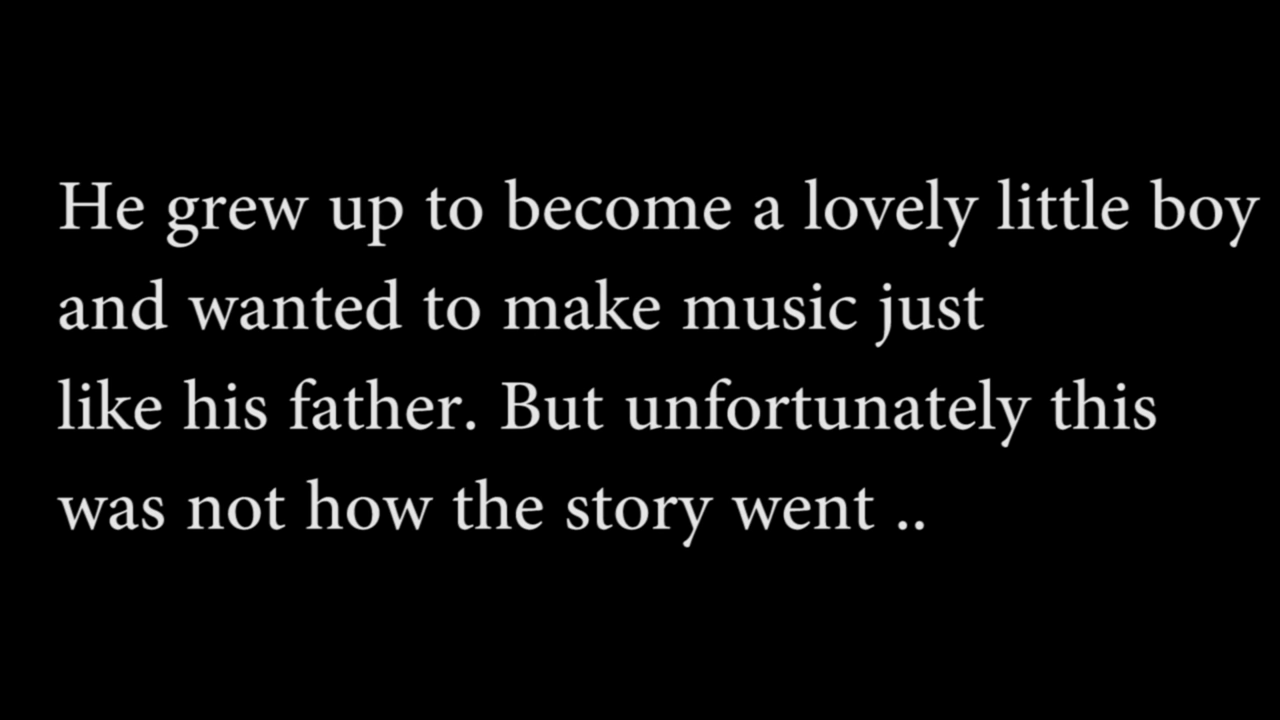 He grew up to become a lovely little boy
and wanted to make music just
like his father. But unfortunately this
was not how the story went ..